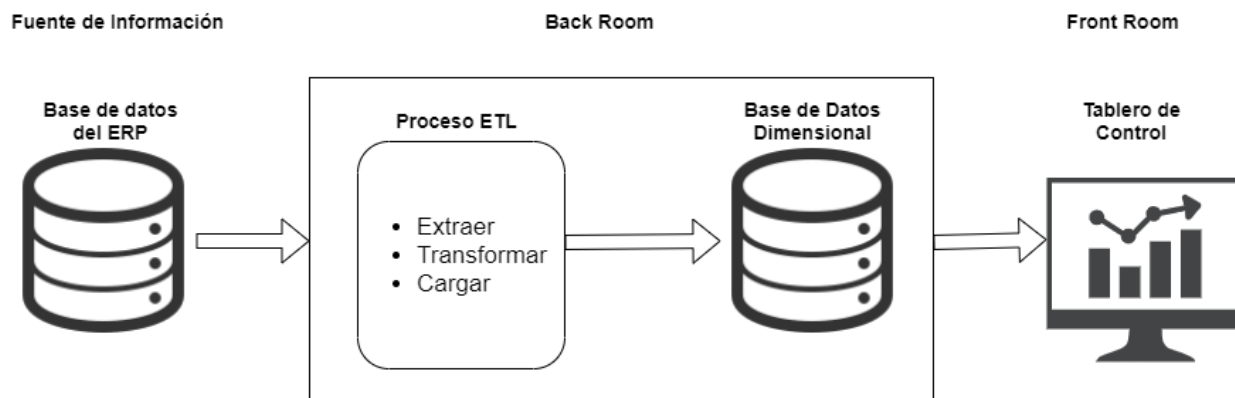 Fuente de Información
Back Room
Front Room
Base de datos
del ERP
Proceso ETL
• Extraer
• Transformar
• Cargar
Base de Datos
Dimensional
Tablero de
Control